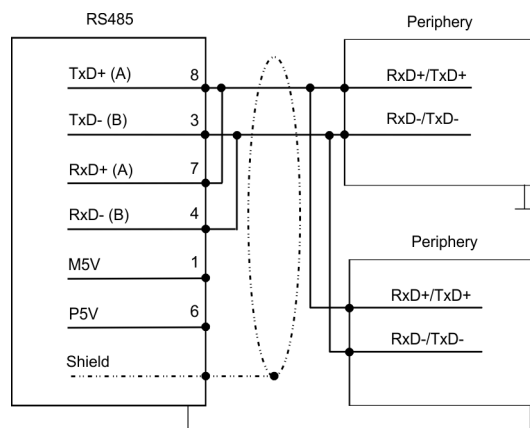 RS485
Periphery
TxD+ (A) 8
RxD+/TxD+
TxD- (B) 3
RxD-/TxD-
RxD+ (A) 7
RxD- (B) 4
Periphery
M5V 1
RxD+/TxD+
P5V 6
RxD-/TxD-
Shield